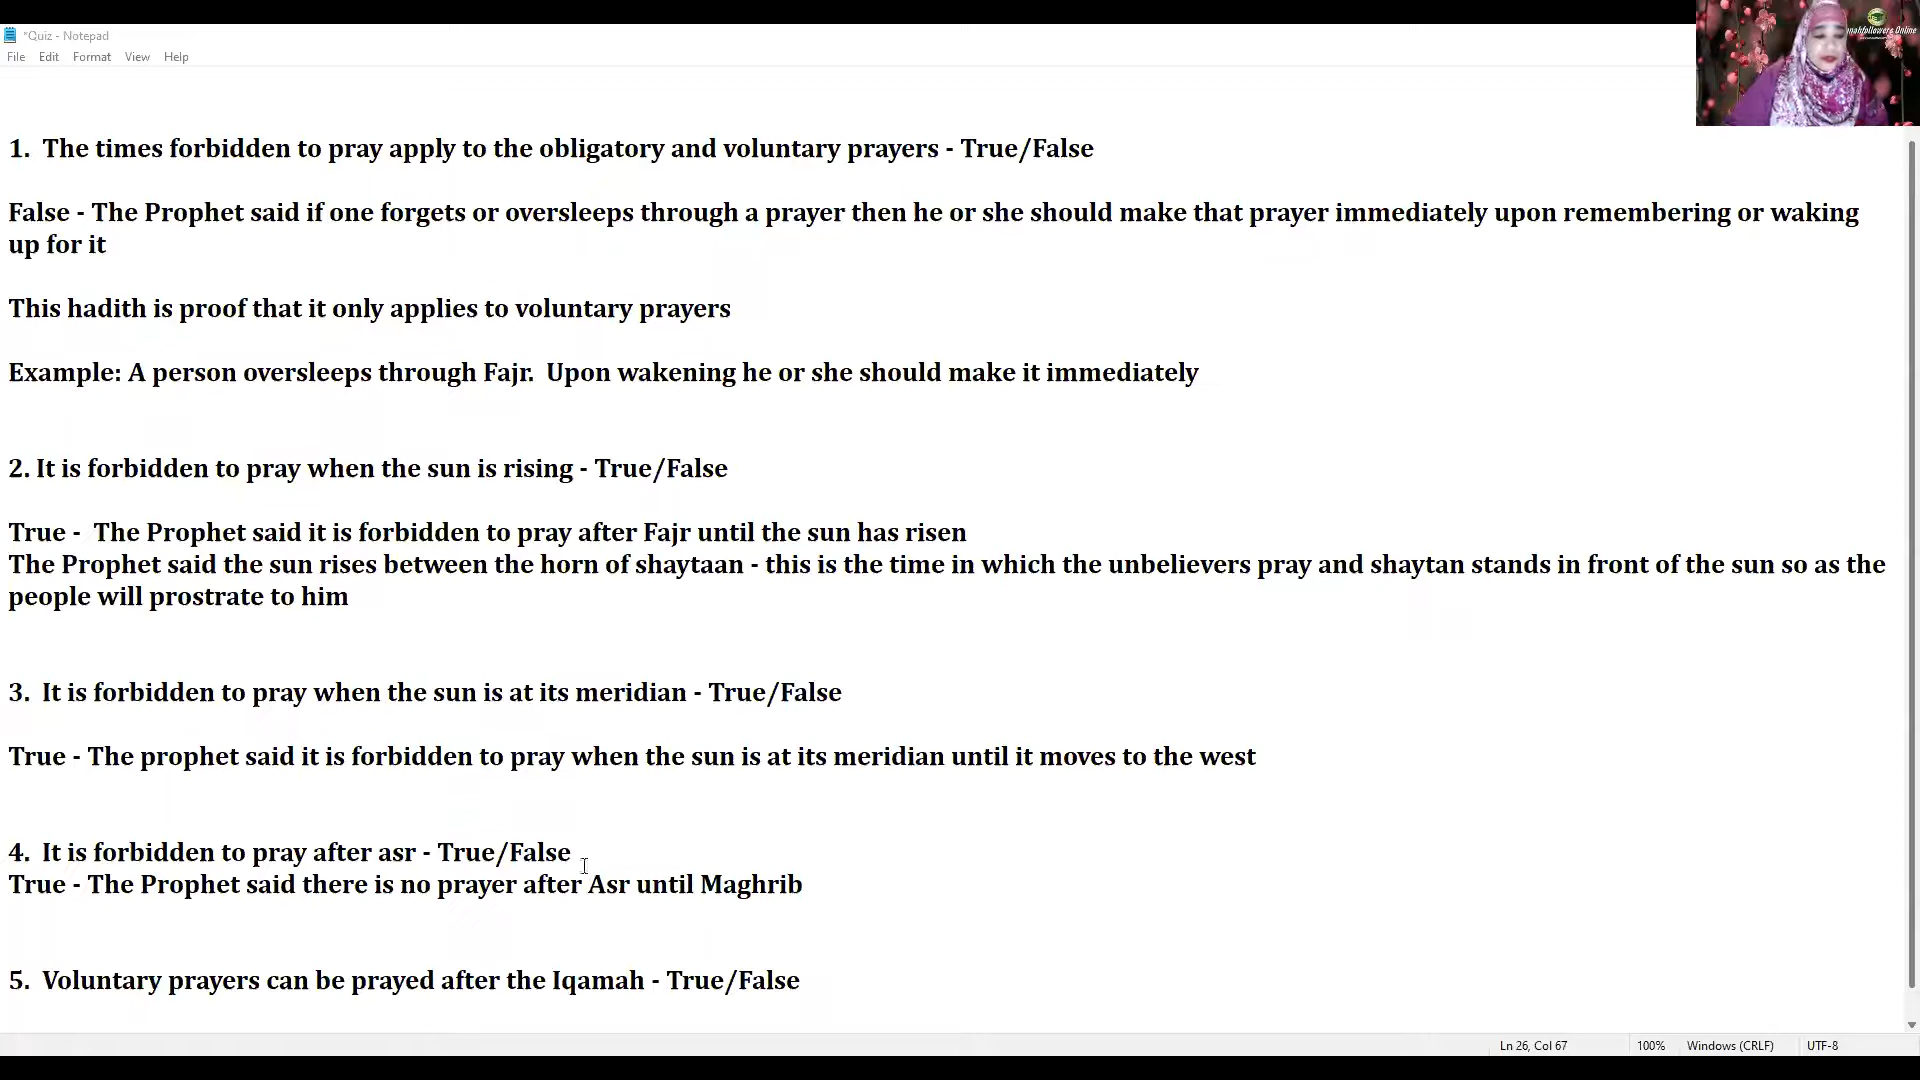 *Quiz - Notepad
File Edit Format View Help
1.  The times forbidden to pray apply to the obligatory and voluntary prayers - True/False
False - The Prophet said if one forgets or oversleeps through a prayer then he or she should make that prayer immediately upon remembering or waking
up for it
This hadith is proof that it only applies to voluntary prayers
Example: A person oversleeps through Fajr.  Upon wakening he or she should make it immediately
2. It is forbidden to pray when the sun is rising - True/False
True -  The Prophet said it is forbidden to pray after Fajr until the sun has risen
The Prophet said the sun rises between the horn of shaytaan - this is the time in which the unbelievers pray and shaytan stands in front of the sun so as the
people will prostrate to him
3.  It is forbidden to pray when the sun is at its meridian - True/False
True - The prophet said it is forbidden to pray when the sun is at its meridian until it moves to the west
4.  It is forbidden to pray after asr - True/False
True - The Prophet said there is no prayer after Asr until Maghrib
5.  Voluntary prayers can be prayed after the Iqamah - True/False
Ln 26, Col 67 100% Windows (CRLF) UTF-8